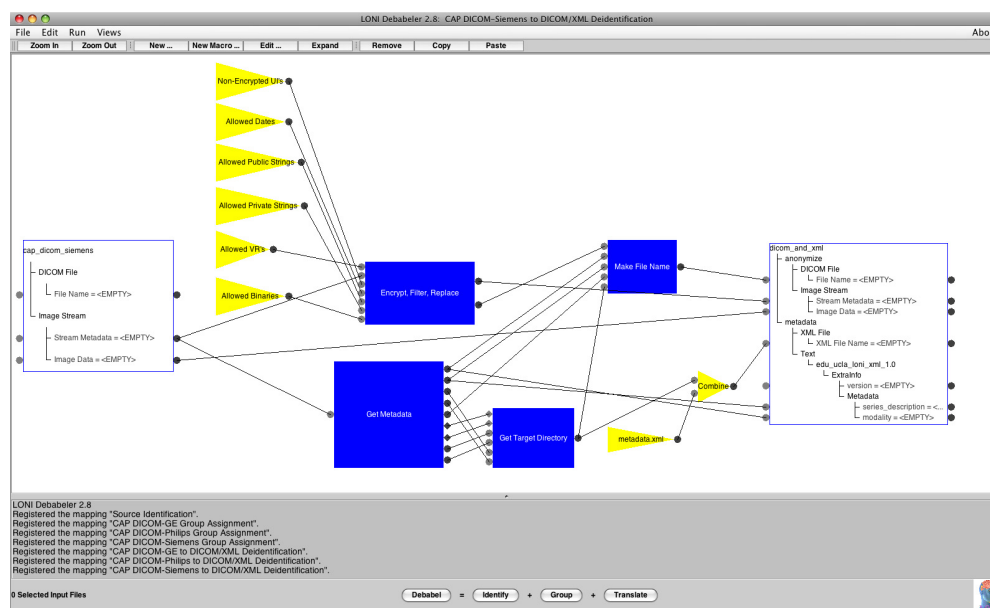 LONI Debabeler 2.8: CAP DICOM-Siemens to DICOM/XML Deidentification
File Edit Run Views Abo
Zoom In Zoom Out New ... New Macro ... Edit ... Expand Remove Copy Paste
Non-Encrypted UI's
Allowed Dates
Allowed Public Strings
Allowed Private Strings
Allowed VR's
Allowed Binaries
cap_dicom_siemens
DICOM File
File Name = <EMPTY>
Image Stream
Stream Metadata = <EMPTY>
Image Data = <EMPTY>
Encrypt, Filter, Replace
Make File Name
Get Metadata
Get Target Directory
Combine
metadata.xml
dicom_and_xml
anonymize
DICOM File
File Name = <EMPTY>
Image Stream
Stream Metadata = <EMPTY>
Image Data = <EMPTY>
metadata
XML File
XML File Name = <EMPTY>
Text
edu_ucla_loni_xml_1.0
ExtraInfo
version = <EMPTY>
Metadata
series_description = <...
modality = <EMPTY>
LONI Debabeler 2.8
Registered the mapping "Source Identification".
Registered the mapping "CAP DICOM-GE Group Assignment".
Registered the mapping "CAP DICOM-Philips Group Assignment".
Registered the mapping "CAP DICOM-Siemens Group Assignment".
Registered the mapping "CAP DICOM-GE to DICOM/XML Deidentification".
Registered the mapping "CAP DICOM-Philips to DICOM/XML Deidentification".
Registered the mapping "CAP DICOM-Siemens to DICOM/XML Deidentification".
0 Selected Input Files Debabel = Identify + Group + Translate